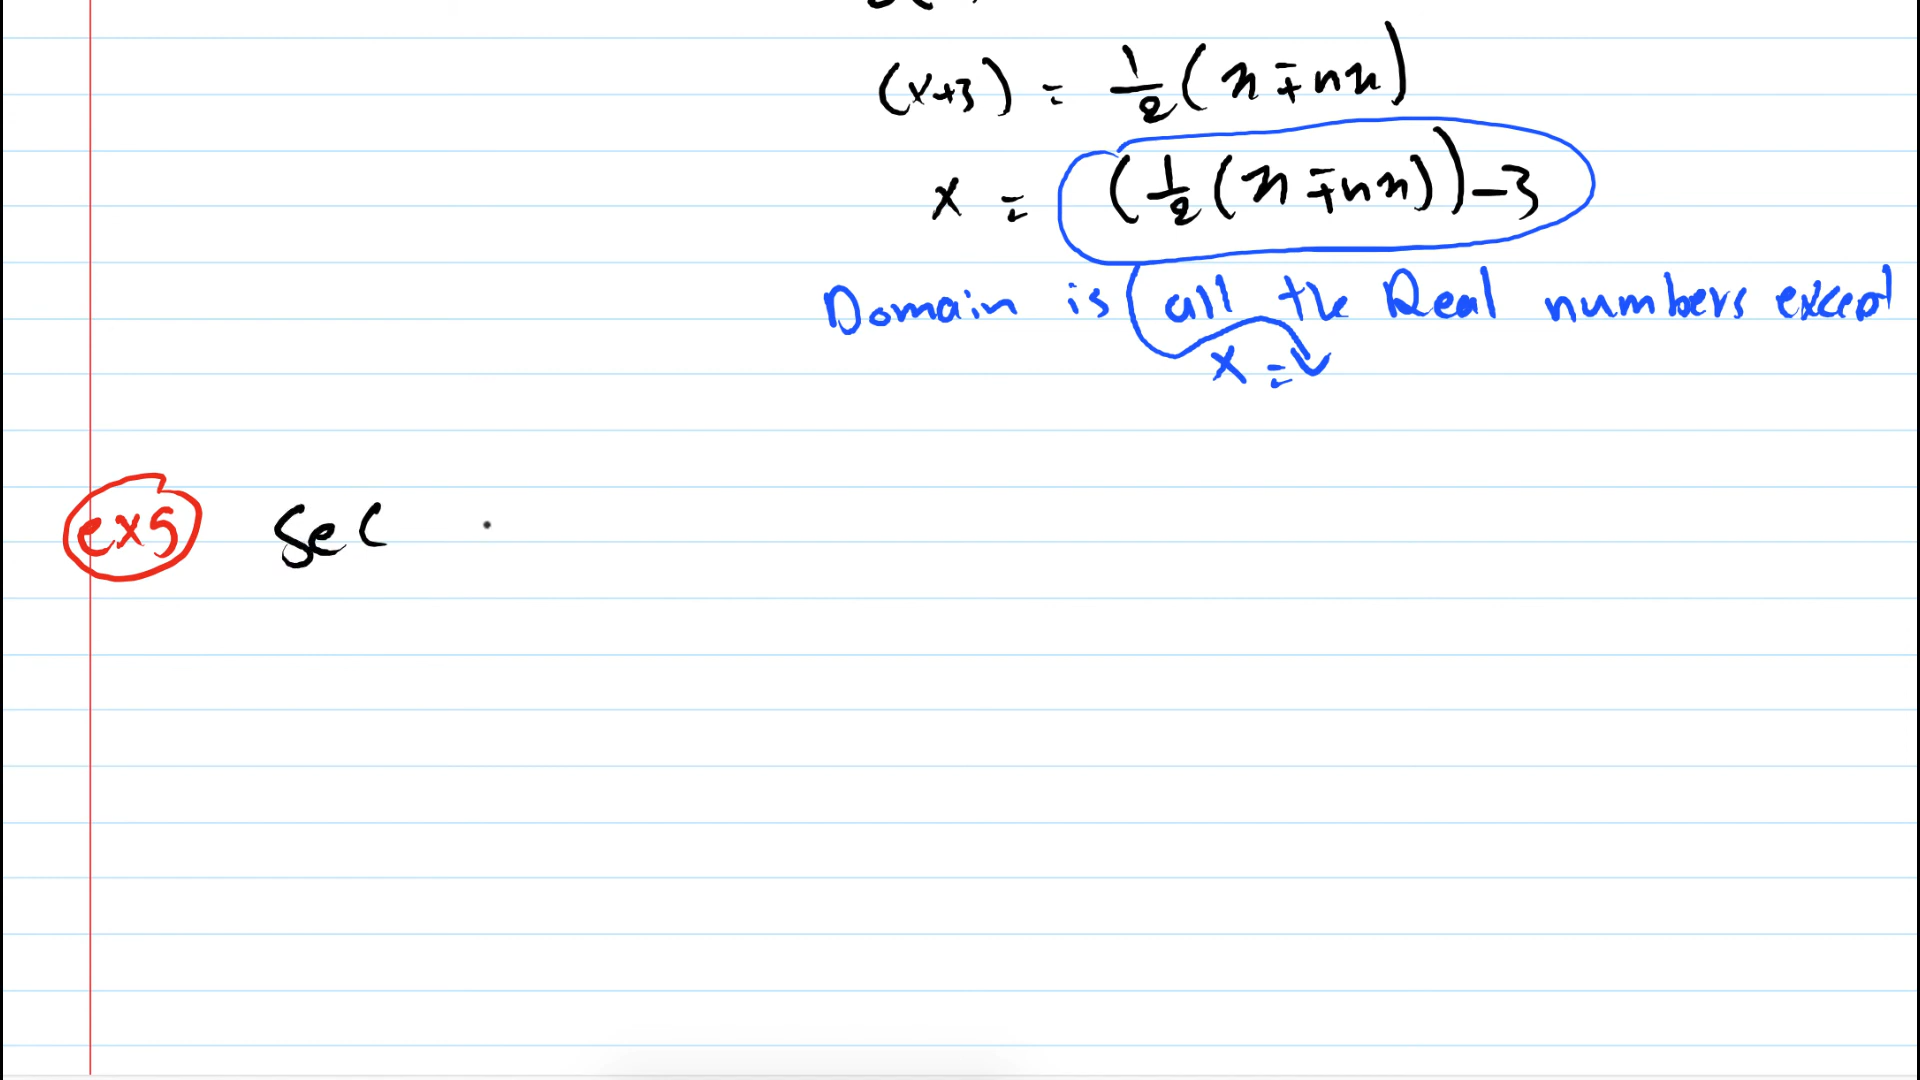 (x+3) = 1/2 (π ∓ nπ)
x = (1/2 (π ∓ nπ)) - 3
Domain is all the Real numbers except
x =
ex5 Sec